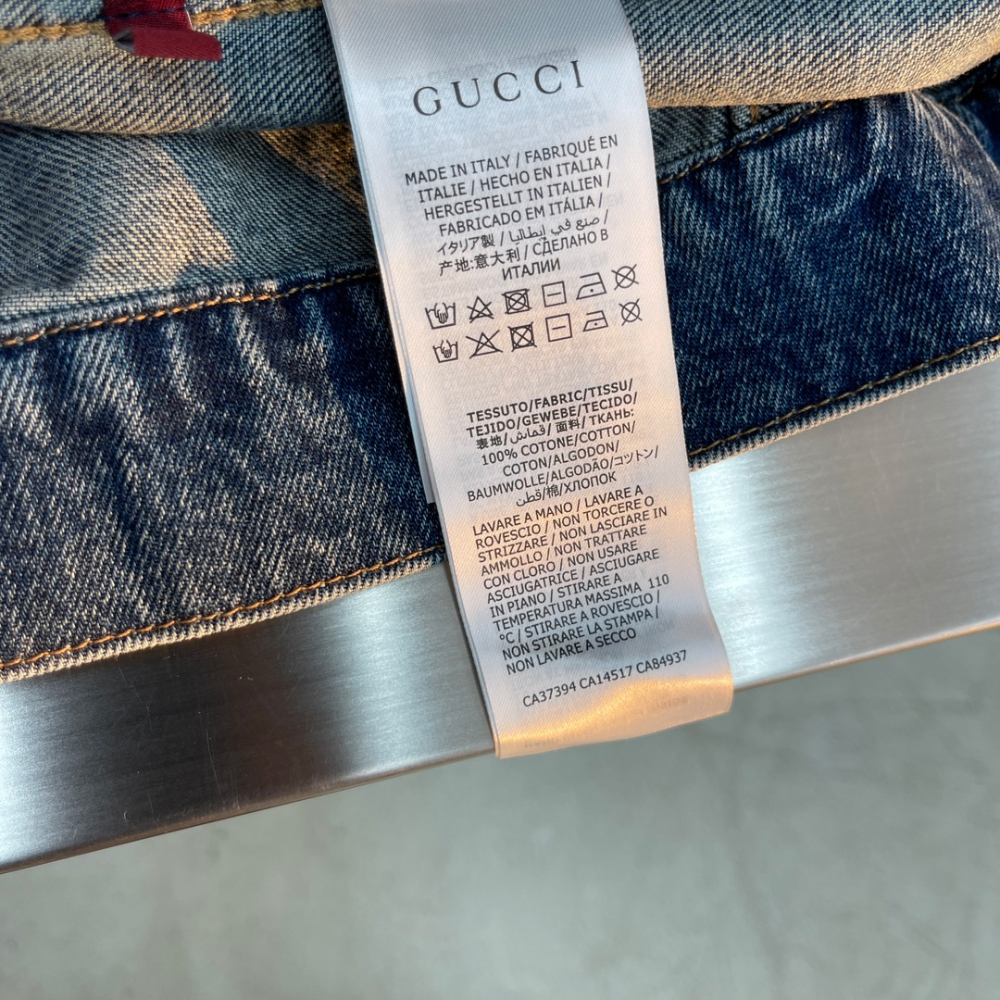 GUCCI
MADE IN ITALY / FABRIQUÉ EN
ITALIE / HECHO EN ITALIA /
HERGESTELLT IN ITALIEN /
FABRICADO EM ITÁLIA /
イタリア製 / صنع في إيطاليا /
产地:意大利 / СДЕЛАНО В
ИТАЛИИ
TESSUTO/FABRIC/TISSU/
TEJIDO/GEWEBE/TECIDO/
表地/قماش/ 面料/ ТКАНЬ:
100% COTONE/COTTON/
COTON/ALGODON/
BAUMWOLLE/ALGODÃO/コットン/
قطن/棉/ХЛОПОК
LAVARE A MANO / LAVARE A
ROVESCIO / NON TORCERE O
STRIZZARE / NON LASCIARE IN
AMMOLLO / NON TRATTARE
CON CLORO / NON USARE
ASCIUGATRICE / ASCIUGARE
IN PIANO / STIRARE A
TEMPERATURA MASSIMA 110
°C / STIRARE A ROVESCIO /
NON STIRARE LA STAMPA /
NON LAVARE A SECCO
CA37394 CA14517 CA84937